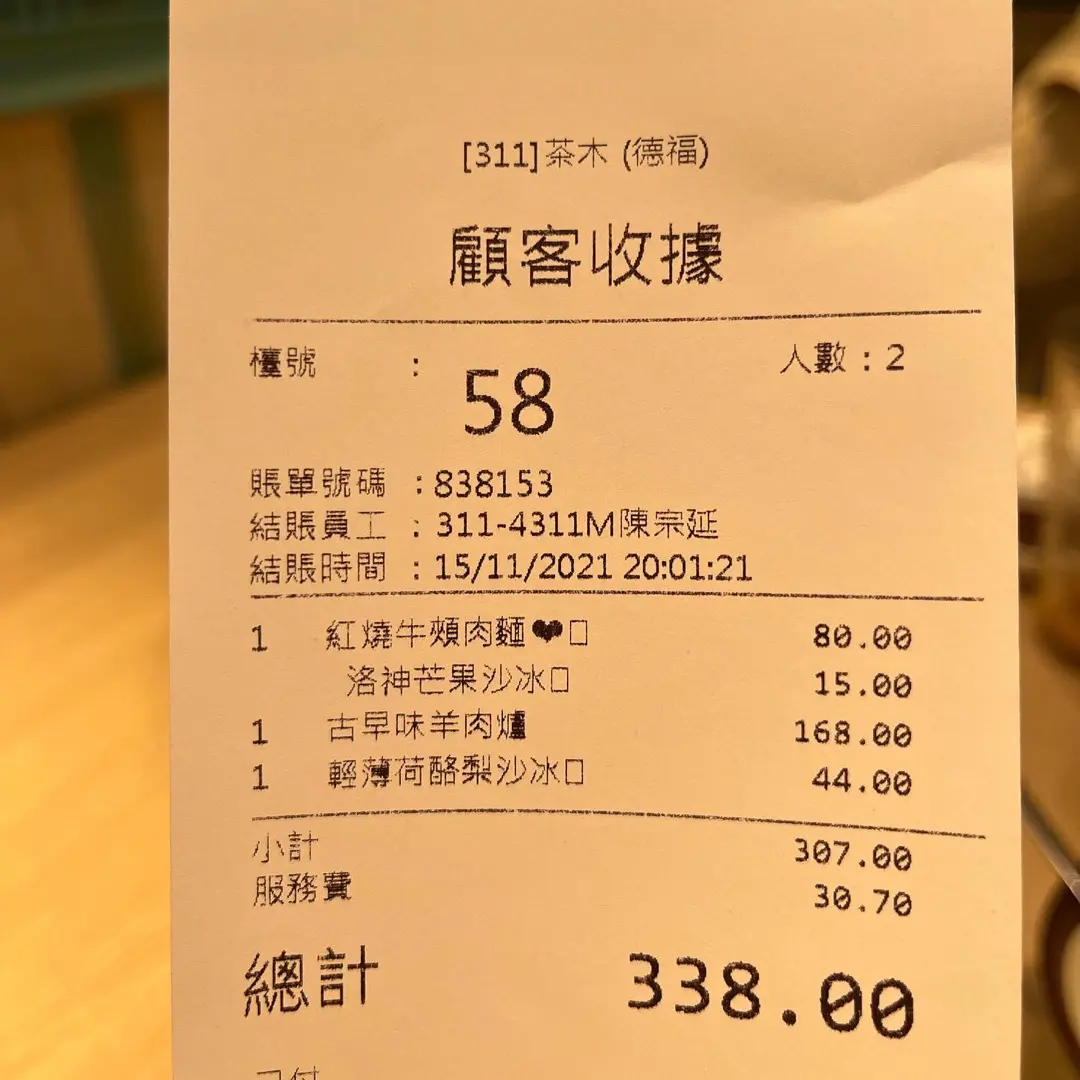 [311]茶木 (德福)
顧客收據
檯號 : 58 人數 : 2
賬單號碼 : 838153
結賬員工 : 311-4311M陳宗延
結賬時間 : 15/11/2021 20:01:21
1 紅燒牛頰肉麵❤□ 80.00
洛神芒果沙冰□ 15.00
1 古早味羊肉爐 168.00
1 輕薄荷酪梨沙冰□ 44.00
小計 307.00
服務費 30.70
總計 338.00